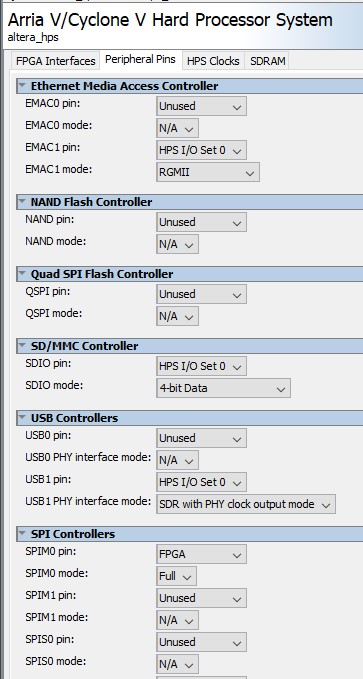 Arria V/Cyclone V Hard Processor System
altera_hps
FPGA Interfaces Peripheral Pins HPS Clocks SDRAM
Ethernet Media Access Controller
EMAC0 pin: Unused
EMAC0 mode: N/A
EMAC1 pin: HPS I/O Set 0
EMAC1 mode: RGMII
NAND Flash Controller
NAND pin: Unused
NAND mode: N/A
Quad SPI Flash Controller
QSPI pin: Unused
QSPI mode: N/A
SD/MMC Controller
SDIO pin: HPS I/O Set 0
SDIO mode: 4-bit Data
USB Controllers
USB0 pin: Unused
USB0 PHY interface mode: N/A
USB1 pin: HPS I/O Set 0
USB1 PHY interface mode: SDR with PHY clock output mode
SPI Controllers
SPIM0 pin: FPGA
SPIM0 mode: Full
SPIM1 pin: Unused
SPIM1 mode: N/A
SPIS0 pin: Unused
SPIS0 mode: N/A